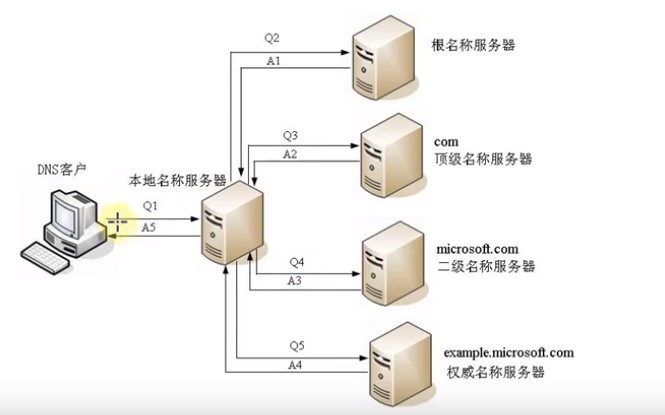 Q2
根名称服务器
A1
Q3
com
A2
顶级名称服务器
DNS客户
本地名称服务器
Q1
A5
microsoft.com
Q4
二级名称服务器
A3
Q5
example.microsoft.com
A4
权威名称服务器